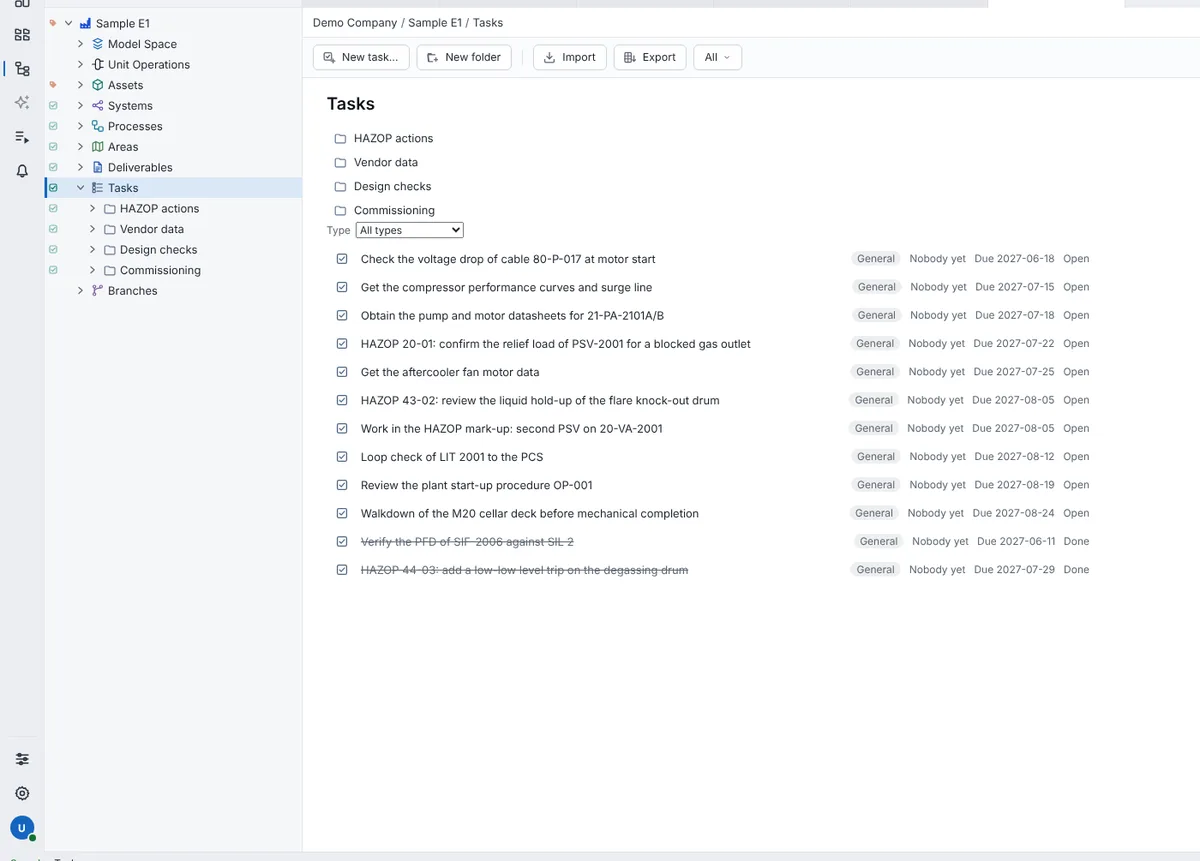 Sample E1
Model Space
Unit Operations
Assets
Systems
Processes
Areas
Deliverables
Tasks
HAZOP actions
Vendor data
Design checks
Commissioning
Branches
U
Demo Company / Sample E1 / Tasks
New task...
New folder
Import
Export
All
Tasks
HAZOP actions
Vendor data
Design checks
Commissioning
Type All types
Check the voltage drop of cable 80-P-017 at motor start General Nobody yet Due 2027-06-18 Open
Get the compressor performance curves and surge line General Nobody yet Due 2027-07-15 Open
Obtain the pump and motor datasheets for 21-PA-2101A/B General Nobody yet Due 2027-07-18 Open
HAZOP 20-01: confirm the relief load of PSV-2001 for a blocked gas outlet General Nobody yet Due 2027-07-22 Open
Get the aftercooler fan motor data General Nobody yet Due 2027-07-25 Open
HAZOP 43-02: review the liquid hold-up of the flare knock-out drum General Nobody yet Due 2027-08-05 Open
Work in the HAZOP mark-up: second PSV on 20-VA-2001 General Nobody yet Due 2027-08-05 Open
Loop check of LIT 2001 to the PCS General Nobody yet Due 2027-08-12 Open
Review the plant start-up procedure OP-001 General Nobody yet Due 2027-08-19 Open
Walkdown of the M20 cellar deck before mechanical completion General Nobody yet Due 2027-08-24 Open
Verify the PFD of SIF-2006 against SIL 2 General Nobody yet Due 2027-06-11 Done
HAZOP 44-03: add a low-low level trip on the degassing drum General Nobody yet Due 2027-07-29 Done